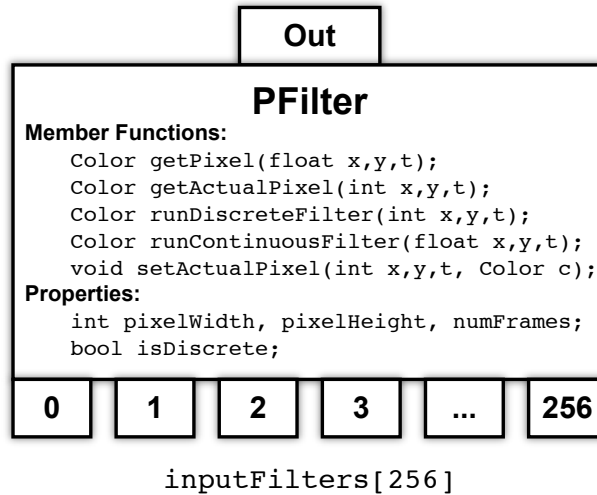 Out
PFilter
Member Functions:
Color getPixel(float x,y,t);
Color getActualPixel(int x,y,t);
Color runDiscreteFilter(int x,y,t);
Color runContinuousFilter(float x,y,t);
void setActualPixel(int x,y,t, Color c);
Properties:
int pixelWidth, pixelHeight, numFrames;
bool isDiscrete;
0 1 2 3 ... 256
inputFilters[256]